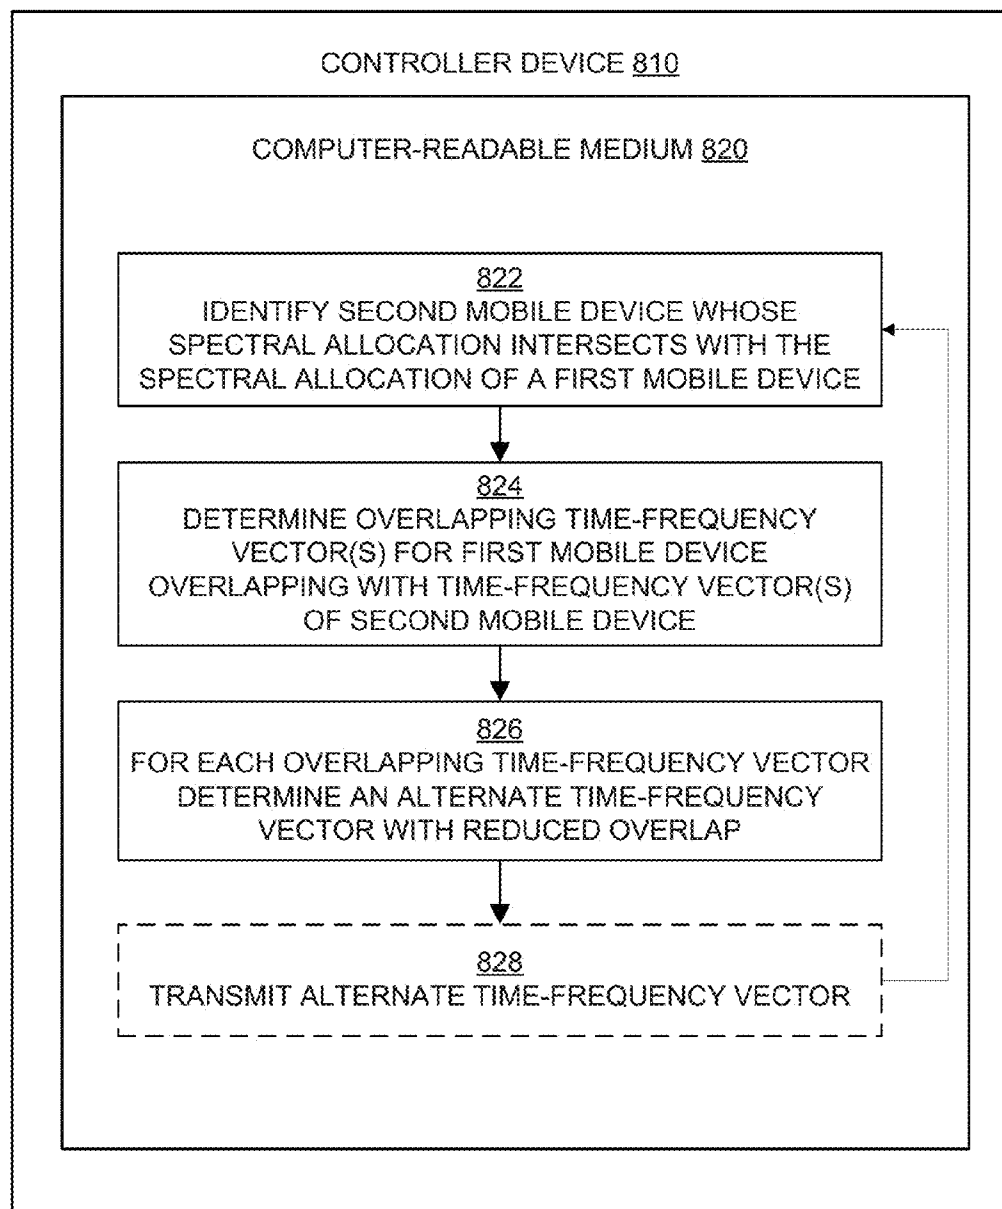 CONTROLLER DEVICE 810
COMPUTER-READABLE MEDIUM 820
822
IDENTIFY SECOND MOBILE DEVICE WHOSE
SPECTRAL ALLOCATION INTERSECTS WITH THE
SPECTRAL ALLOCATION OF A FIRST MOBILE DEVICE
824
DETERMINE OVERLAPPING TIME-FREQUENCY
VECTOR(S) FOR FIRST MOBILE DEVICE
OVERLAPPING WITH TIME-FREQUENCY VECTOR(S)
OF SECOND MOBILE DEVICE
826
FOR EACH OVERLAPPING TIME-FREQUENCY VECTOR
DETERMINE AN ALTERNATE TIME-FREQUENCY
VECTOR WITH REDUCED OVERLAP
828
TRANSMIT ALTERNATE TIME-FREQUENCY VECTOR